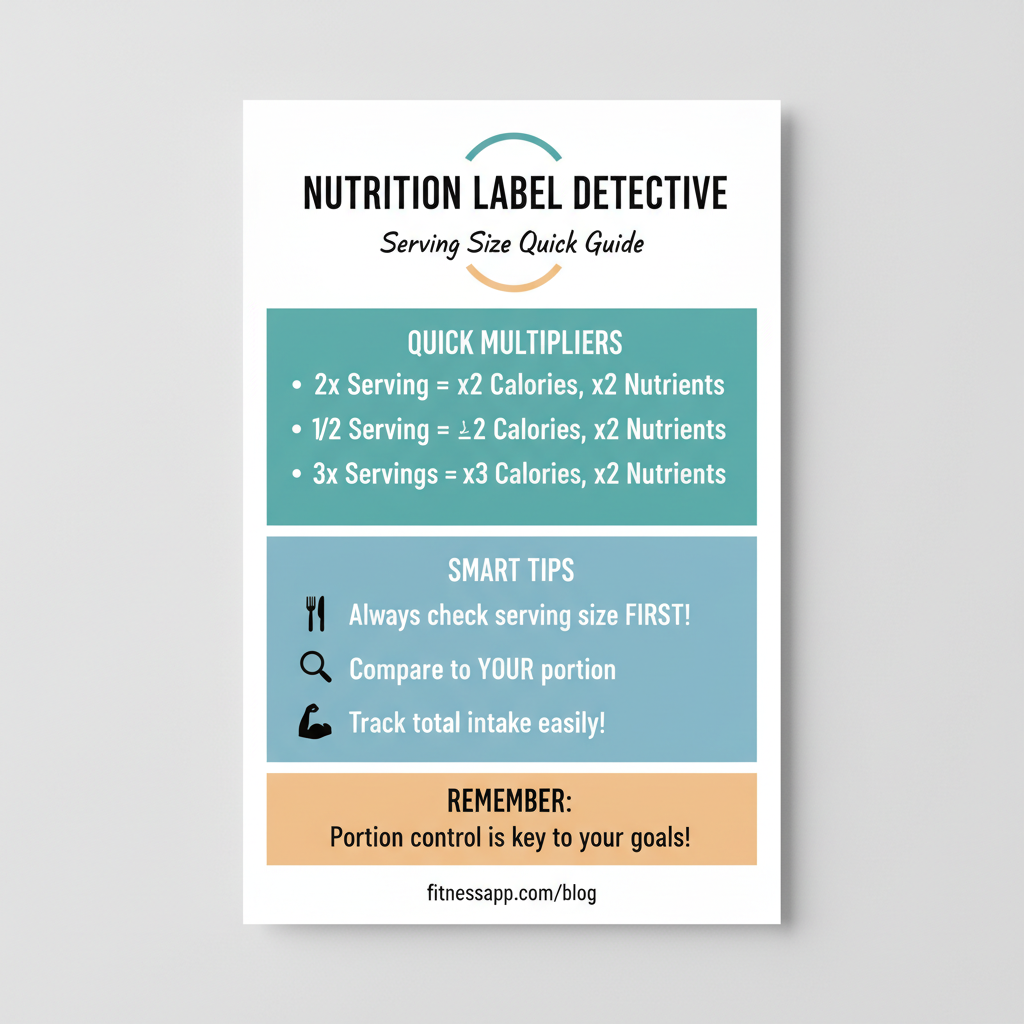 NUTRITION LABEL DETECTIVE
Serving Size Quick Guide
QUICK MULTIPLIERS
• 2x Serving = x2 Calories, x2 Nutrients
• 1/2 Serving = 2 Calories, x2 Nutrients
• 3x Servings = x3 Calories, x2 Nutrients
SMART TIPS
Always check serving size FIRST!
Compare to YOUR portion
Track total intake easily!
REMEMBER:
Portion control is key to your goals!
fitnessapp.com/blog